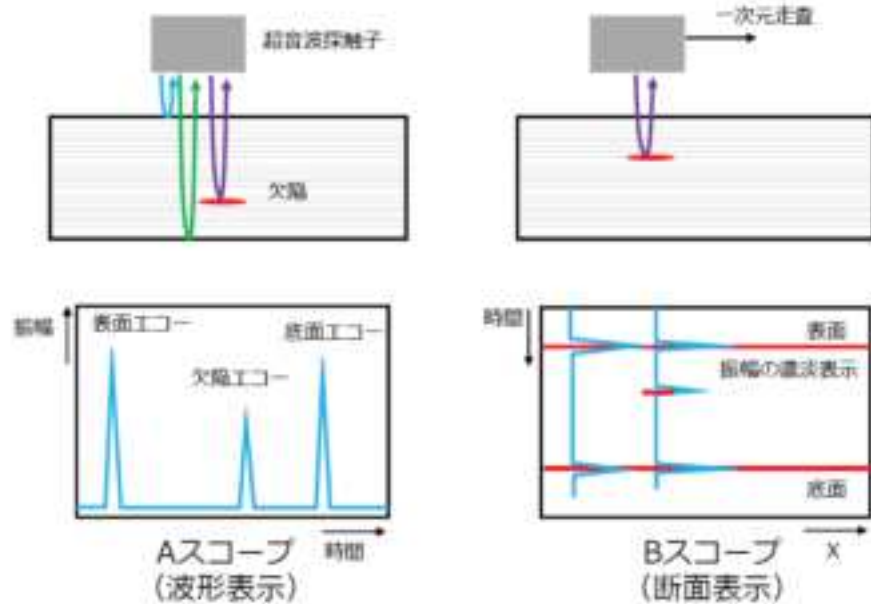 超音波探触子
欠陥
一次元走査
振幅
表面エコー
欠陥エコー
底面エコー
時間
Aスコープ
(波形表示)
時間
表面
振幅の濃淡表示
底面
X
Bスコープ
(断面表示)